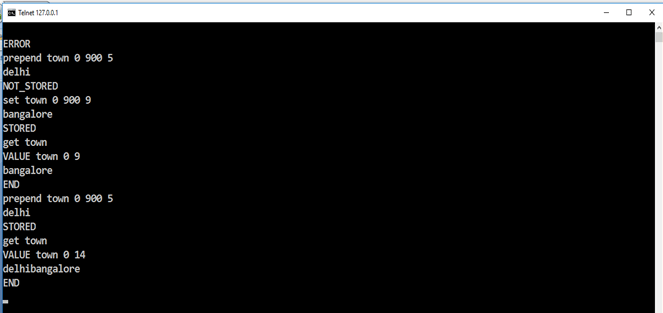 Telnet 127.0.0.1
ERROR
prepend town 0 900 5
delhi
NOT_STORED
set town 0 900 9
bangalore
STORED
get town
VALUE town 0 9
bangalore
END
prepend town 0 900 5
delhi
STORED
get town
VALUE town 0 14
delhibangalore
END